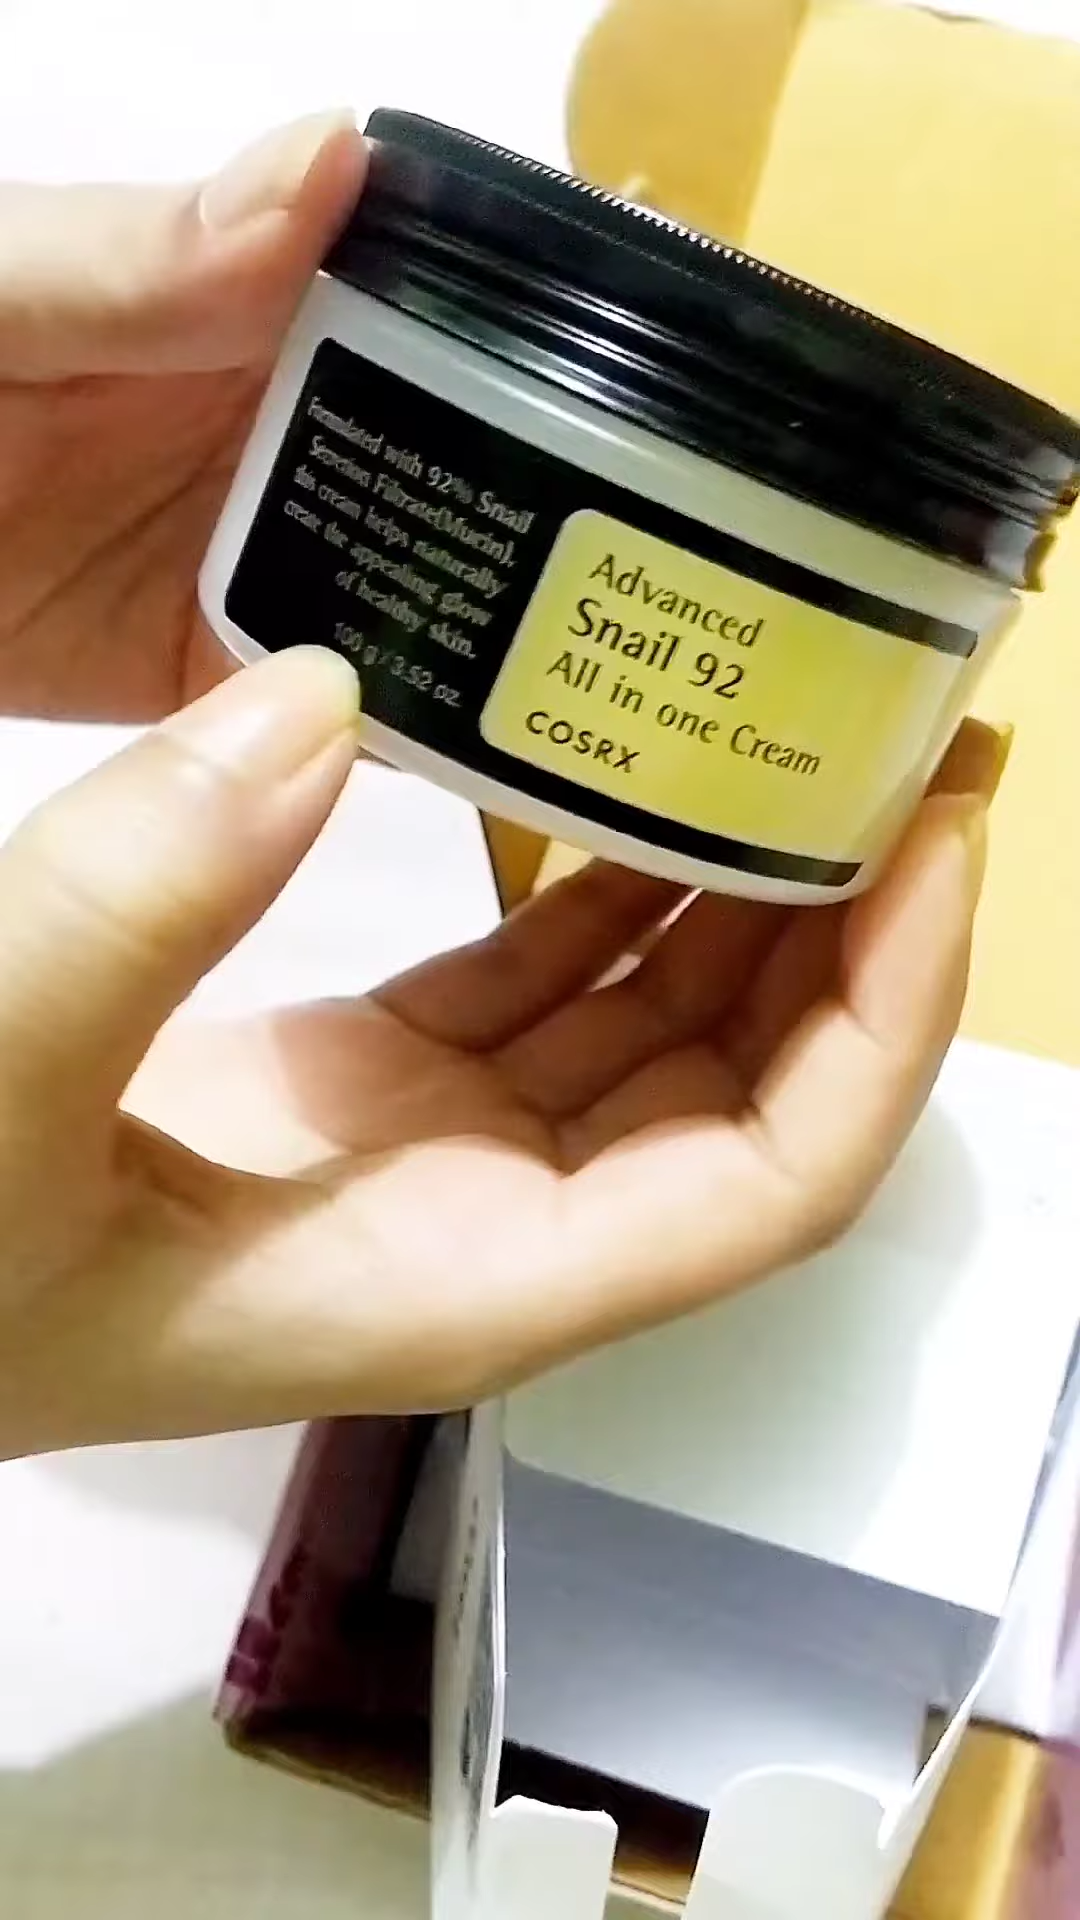 Formulated with 92% Snail
Secretion Filtrate(Mucin),
this cream helps naturally
create the appealing glow
of healthy skin.
100 g / 3.52 oz.
Advanced
Snail 92
All in one Cream
COSRX